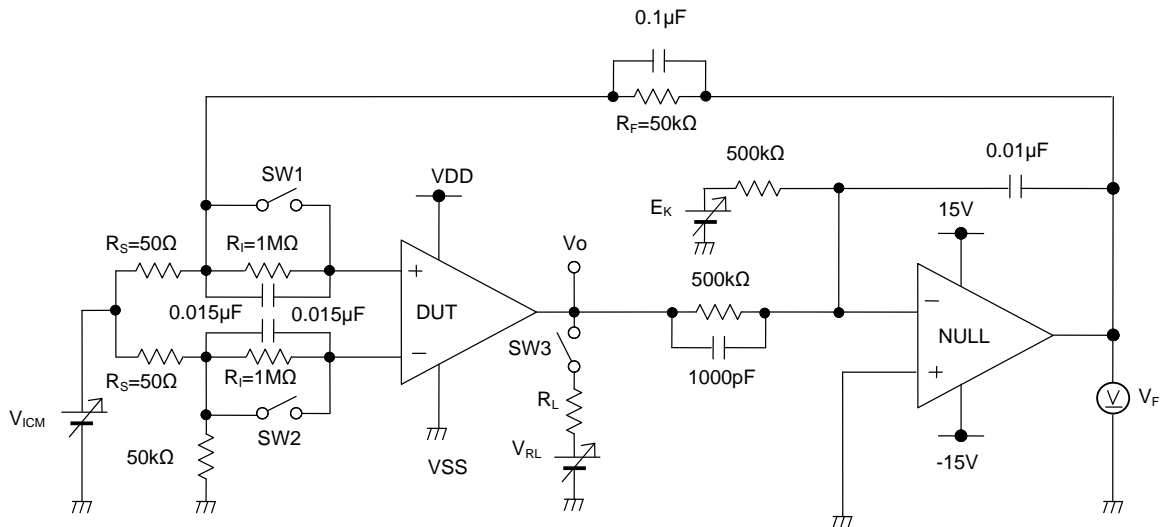 0.1μF
RF=50kΩ
500kΩ
0.01μF
SW1
VDD
EK
15V
RS=50Ω
RI=1MΩ
Vo
500kΩ
+
0.015μF
0.015μF
DUT
−
NULL
−
SW3
+
RS=50Ω
RI=1MΩ
1000pF
V
VF
VICM
SW2
RL
50kΩ
VSS
VRL
-15V